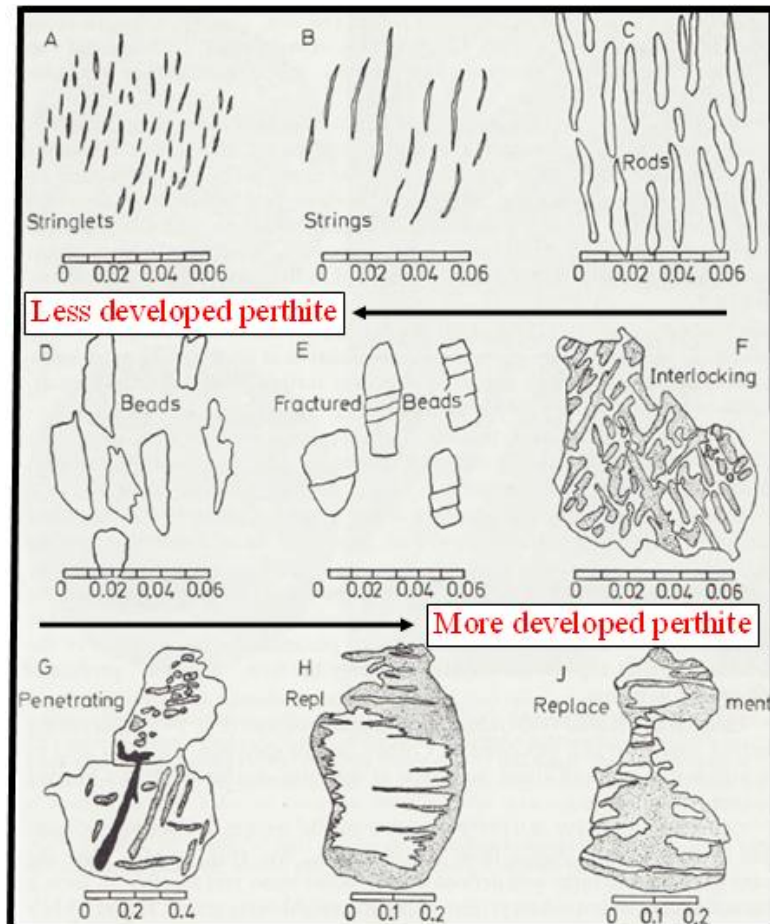 A
B
C
Stringlets
Strings
Rods
0 0.02 0.04 0.06
0 0.02 0.04 0.06
0 0.02 0.04 0.06
Less developed perthite
D
E
F
Beads
Fractured Beads
Interlocking
0 0.02 0.04 0.06
0 0.02 0.04 0.06
0 0.02 0.04 0.06
More developed perthite
G
H
J
Penetrating
Repl
Replace ment
0 0,2 0.4
0 0.1 0.2
0 0.1 0.2